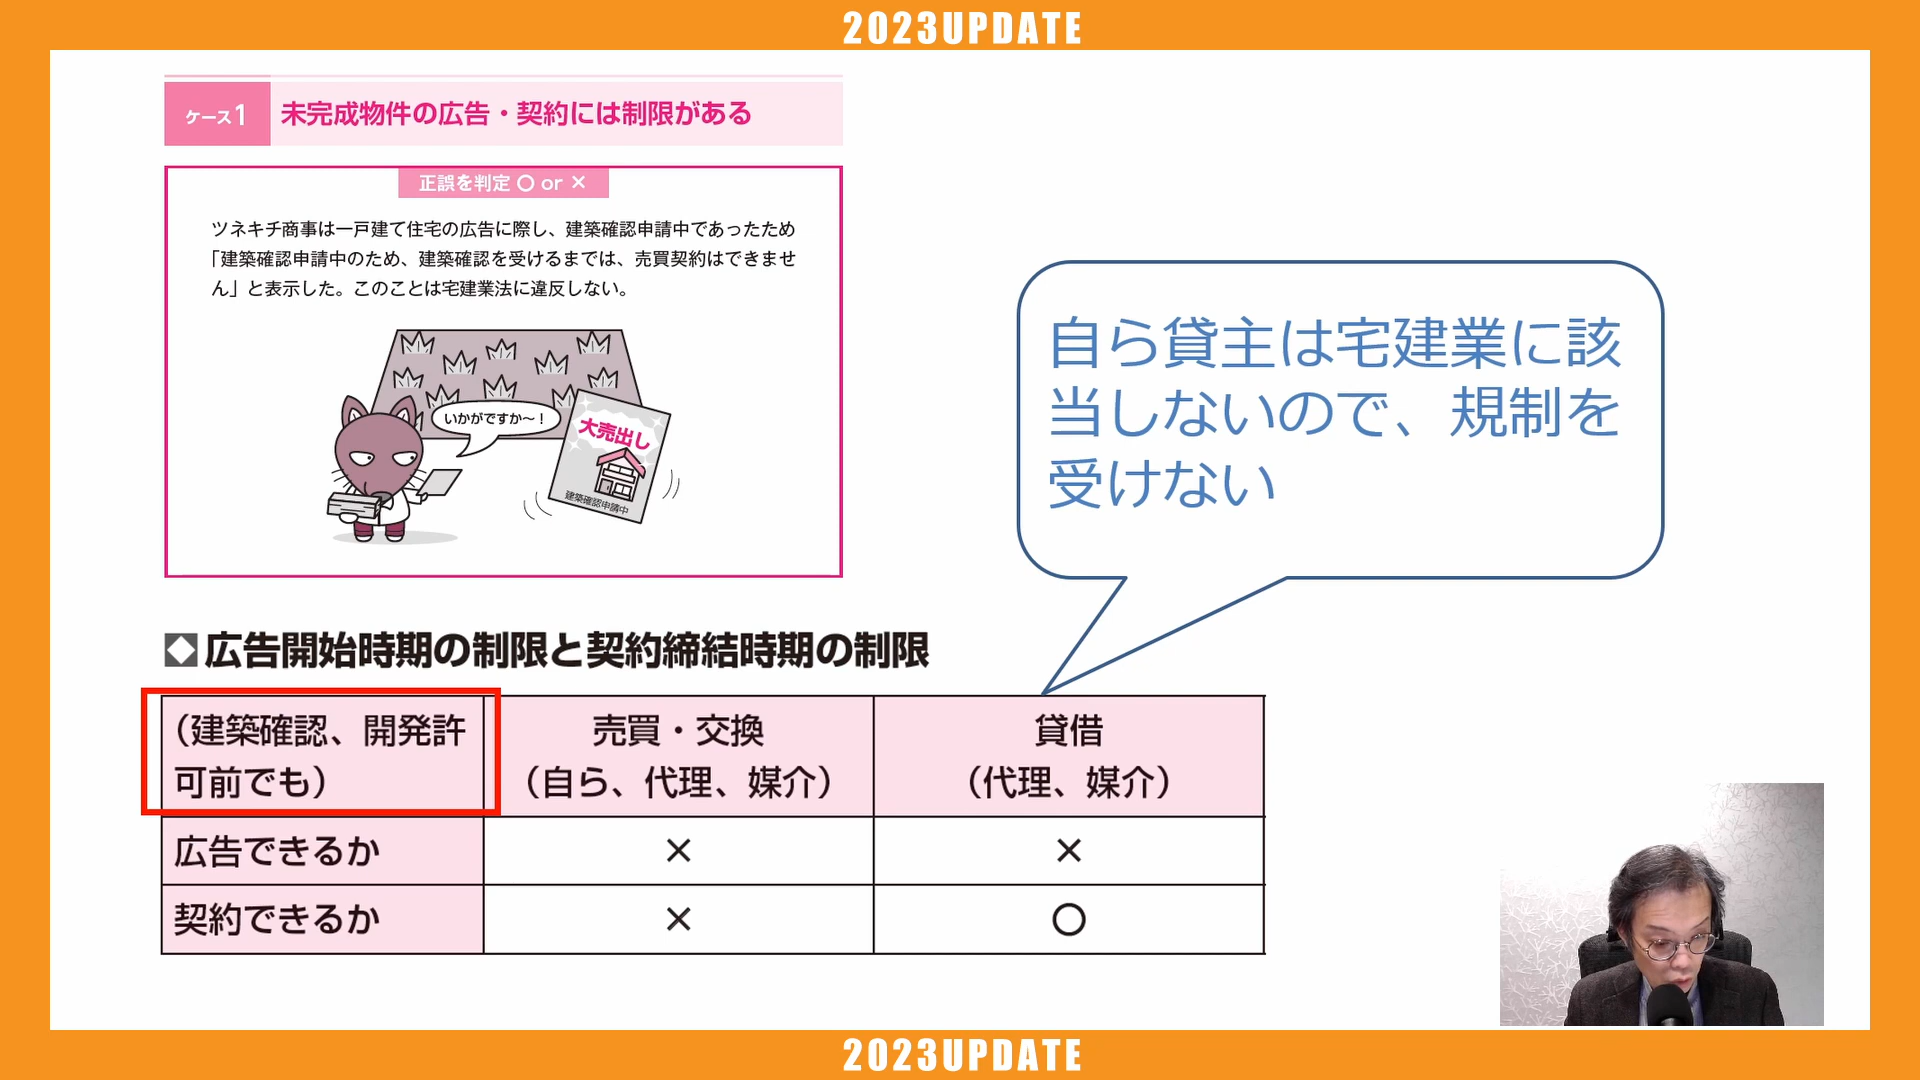 2023UPDATE
ケース1 未完成物件の広告・契約には制限がある
正誤を判定 〇 or ×
ツネキチ商事は一戸建て住宅の広告に際し、建築確認申請中であったため
「建築確認申請中のため、建築確認を受けるまでは、売買契約はできませ
ん」と表示した。このことは宅建業法に違反しない。
いかがですか〜!
大売出し
建築確認申請中
自ら貸主は宅建業に該
当しないので、規制を
受けない
◆広告開始時期の制限と契約締結時期の制限
（建築確認、開発許
可前でも）
売買・交換
（自ら、代理、媒介）
貸借
（代理、媒介）
広告できるか × ×
契約できるか × 〇
2023UPDATE